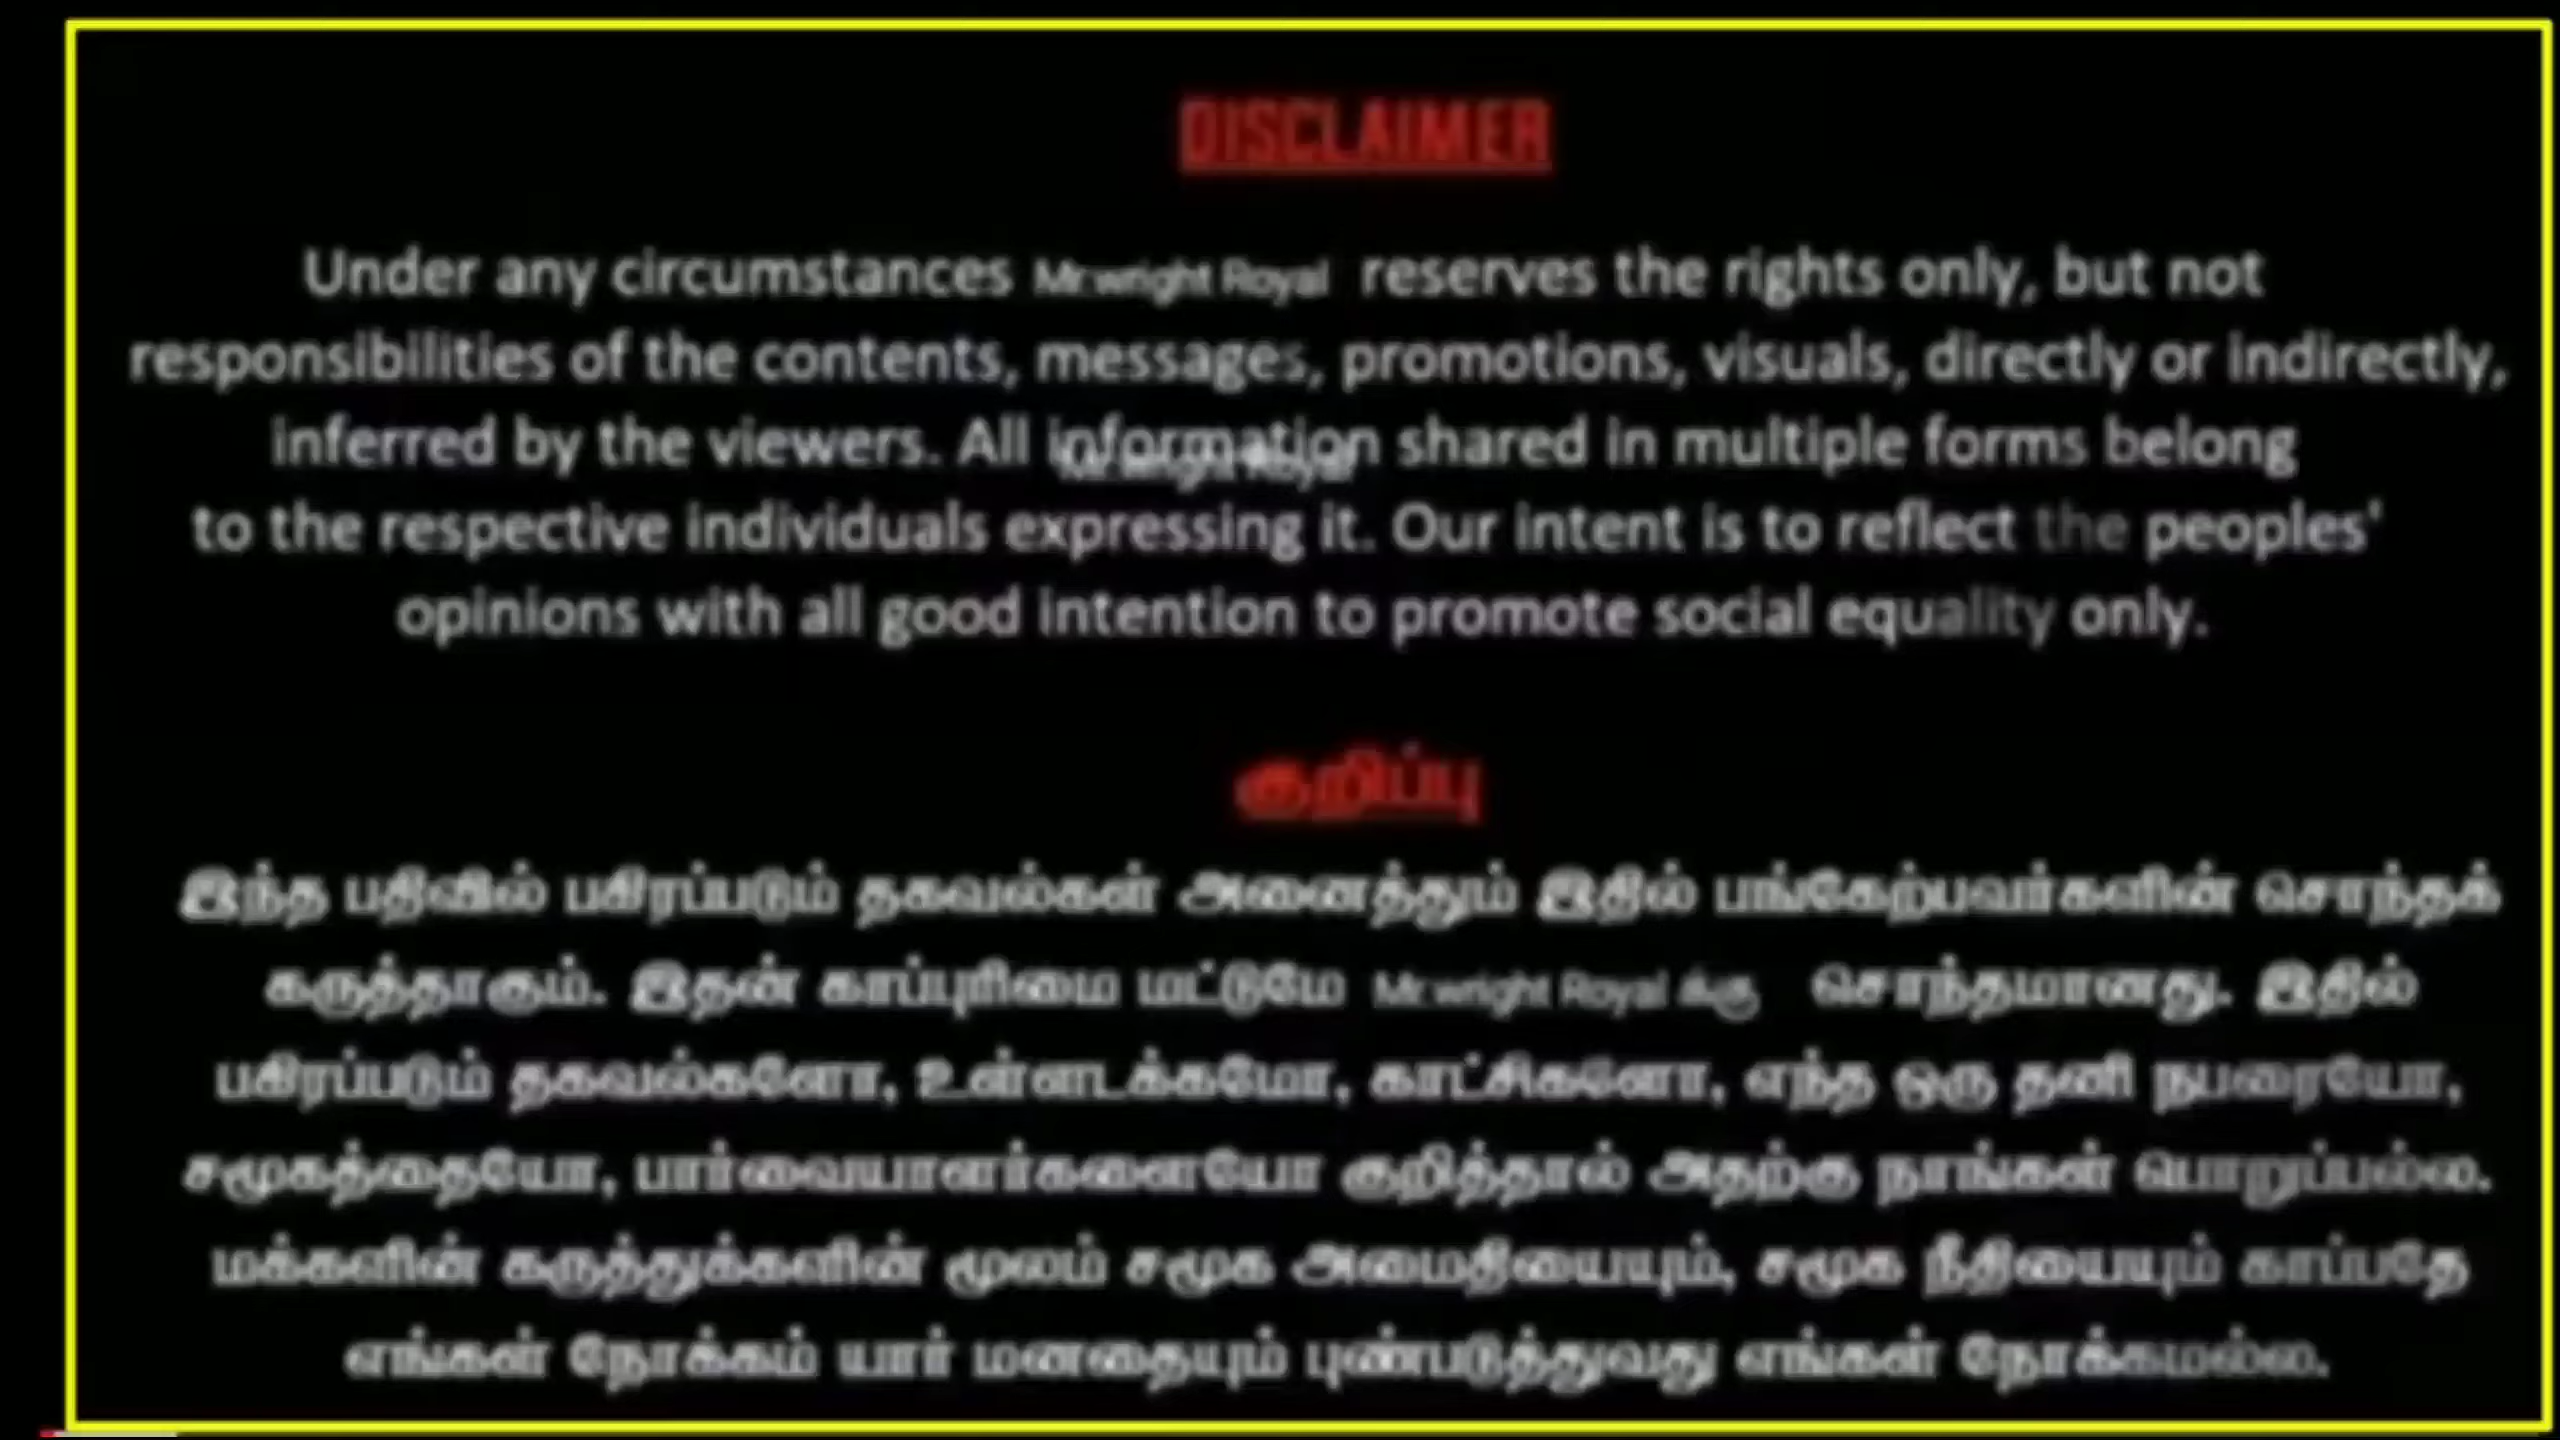 DISCLAIMER
Under any circumstances Mr.wright Royal reserves the rights only, but not
responsibilities of the contents, messages, promotions, visuals, directly or indirectly,
inferred by the viewers. All information shared in multiple forms belong
Mr.wright Royal
to the respective individuals expressing it. Our intent is to reflect the peoples'
opinions with all good intention to promote social equality only.
குறிப்பு
இந்த பதிவில் பகிரப்படும் தகவல்கள் அனைத்தும் இதில் பங்கேற்பவர்களின் சொந்தக்
கருத்தாகும். இதன் காப்புரிமை மட்டுமே Mr.wright Royal க்கு சொந்தமானது. இதில்
பகிரப்படும் தகவல்களோ, உள்ளடக்கமோ, காட்சிகளோ, எந்த ஒரு தனி நபரையோ,
சமூகத்தையோ, பார்வையாளர்களையோ குறித்தால் அதற்கு நாங்கள் பொறுப்பல்ல.
மக்களின் கருத்துக்களின் மூலம் சமூக அமைதியையும், சமூக நீதியையும் காப்பதே
எங்கள் நோக்கம் யார் மனதையும் புண்படுத்துவது எங்கள் நோக்கமல்ல.